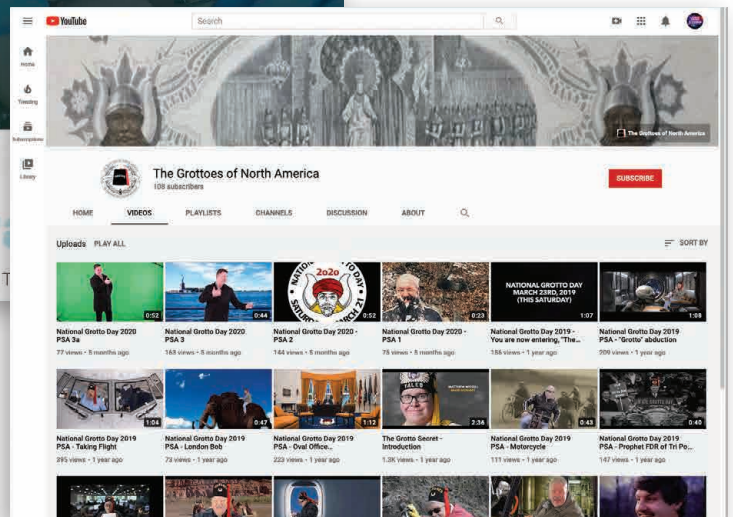 YouTube
Search
Home
Trending
Subscriptions
Library
The Grottoes of North America
The Grottoes of North America
108 subscribers
SUBSCRIBE
HOME VIDEOS PLAYLISTS CHANNELS DISCUSSION ABOUT
Uploads PLAY ALL
SORT BY
NATIONAL GROTTO DAY
2020
SATURDAY MARCH 21
NATIONAL GROTTO DAY
MARCH 23RD, 2019
(THIS SATURDAY)
0:52 0:44 0:52 0:23 1:07 1:08
National Grotto Day 2020 PSA 3a
77 views • 5 months ago
National Grotto Day 2020 PSA 3
163 views • 5 months ago
National Grotto Day 2020 - PSA 2
144 views • 5 months ago
National Grotto Day 2020 - PSA 1
75 views • 5 months ago
National Grotto Day 2019 - You are now entering, "The...
186 views • 1 year ago
National Grotto Day 2019 PSA - "Grotto" abduction
209 views • 1 year ago
1:04 0:47 1:12 2:36 0:43 0:40
National Grotto Day 2019 PSA - Taking Flight
395 views • 1 year ago
National Grotto Day 2019 PSA - London Bob
73 views • 1 year ago
National Grotto Day 2019 PSA - Oval Office..
223 views • 1 year ago
The Grotto Secret - Introduction
1.3K views • 1 year ago
National Grotto Day 2019 PSA - Motorcycle
111 views • 1 year ago
National Grotto Day 2019 PSA - Prophet FDR of Tri Po...
147 views • 1 year ago